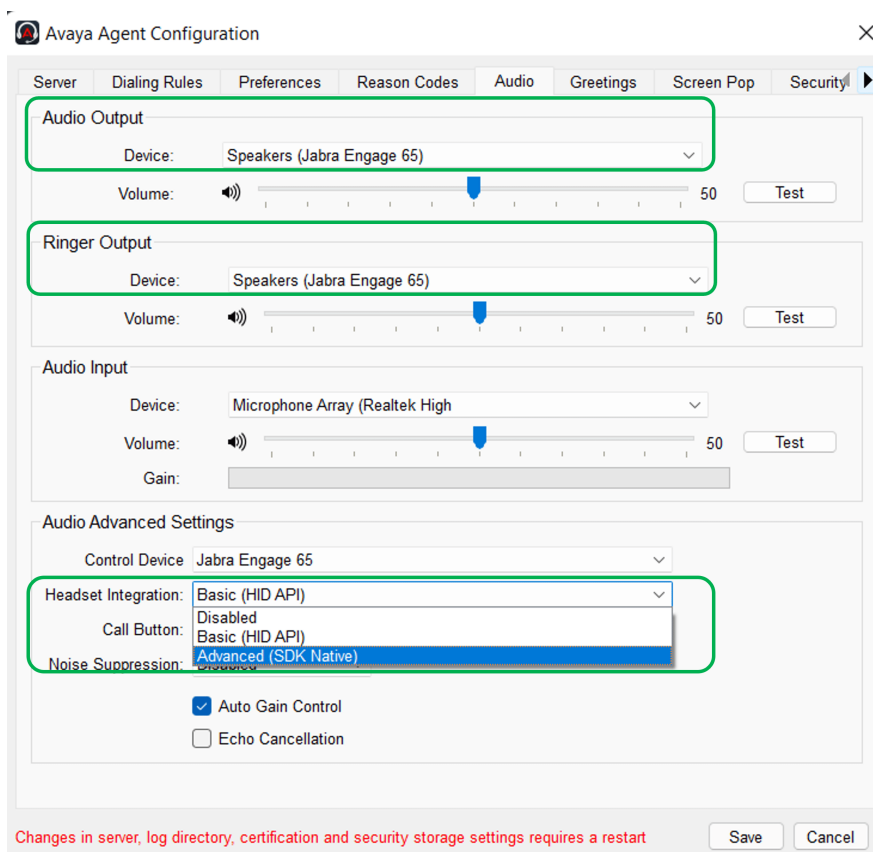 Avaya Agent Configuration
Server Dialing Rules Preferences Reason Codes Audio Greetings Screen Pop Security
Audio Output
Device: Speakers (Jabra Engage 65)
Volume: 50 Test
Ringer Output
Device: Speakers (Jabra Engage 65)
Volume: 50 Test
Audio Input
Device: Microphone Array (Realtek High
Volume: 50 Test
Gain:
Audio Advanced Settings
Control Device Jabra Engage 65
Headset Integration: Basic (HID API)
Disabled
Call Button: Basic (HID API)
Advanced (SDK Native)
Noise Suppression: Disabled
Auto Gain Control
Echo Cancellation
Changes in server, log directory, certification and security storage settings requires a restart Save Cancel